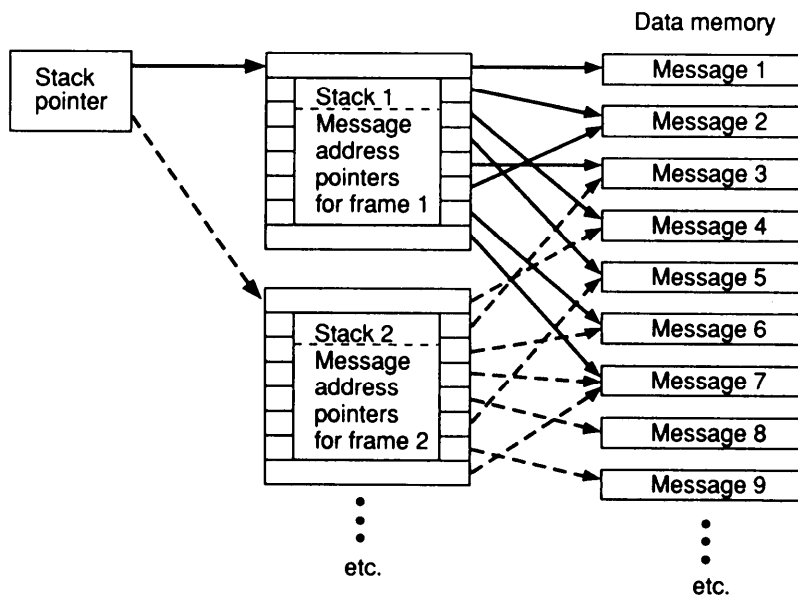 Data memory
Stack
pointer
Stack 1
Message
address
pointers
for frame 1
Stack 2
Message
address
pointers
for frame 2
etc.
Message 1
Message 2
Message 3
Message 4
Message 5
Message 6
Message 7
Message 8
Message 9
etc.